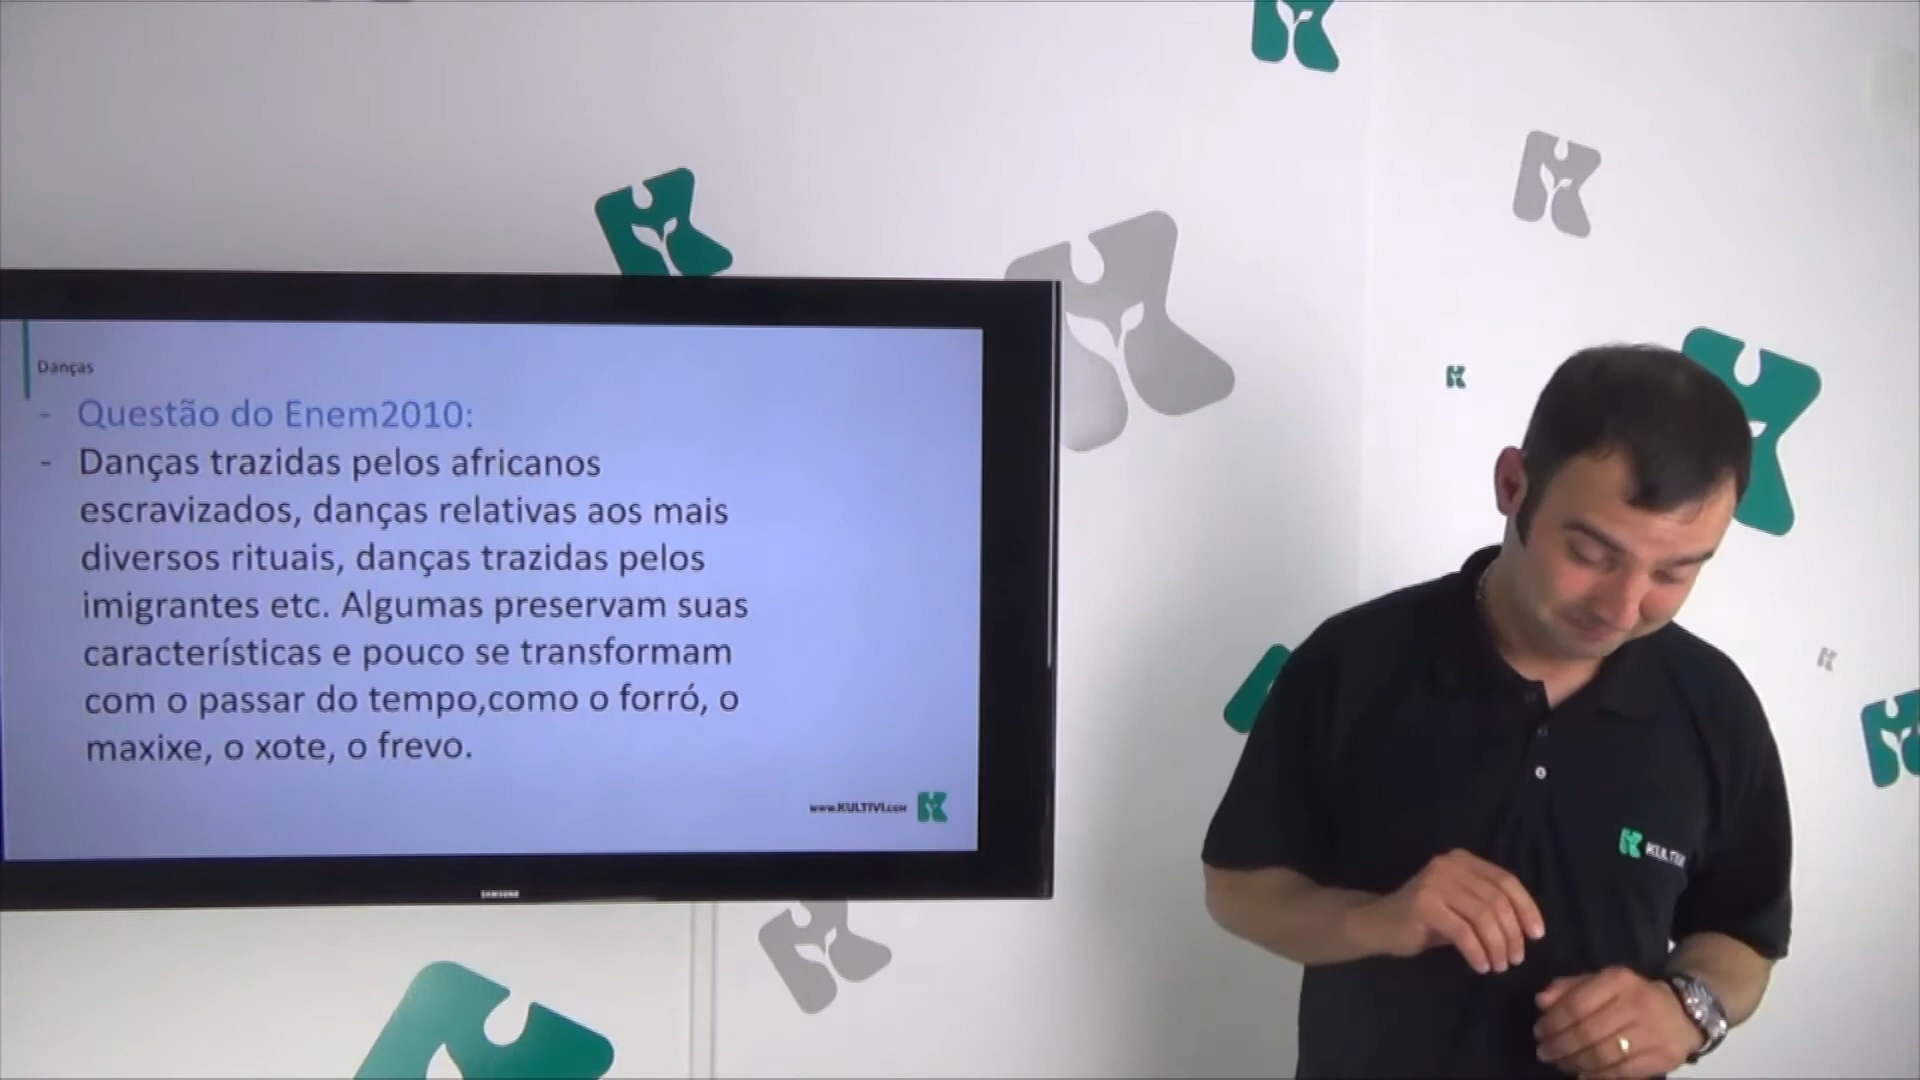 Danças
- Questão do Enem2010:
- Danças trazidas pelos africanos
escravizados, danças relativas aos mais
diversos rituais, danças trazidas pelos
imigrantes etc. Algumas preservam suas
características e pouco se transformam
com o passar do tempo,como o forró, o
maxixe, o xote, o frevo.
www.KULTIVI.com
SAMSUNG
KULTIVI